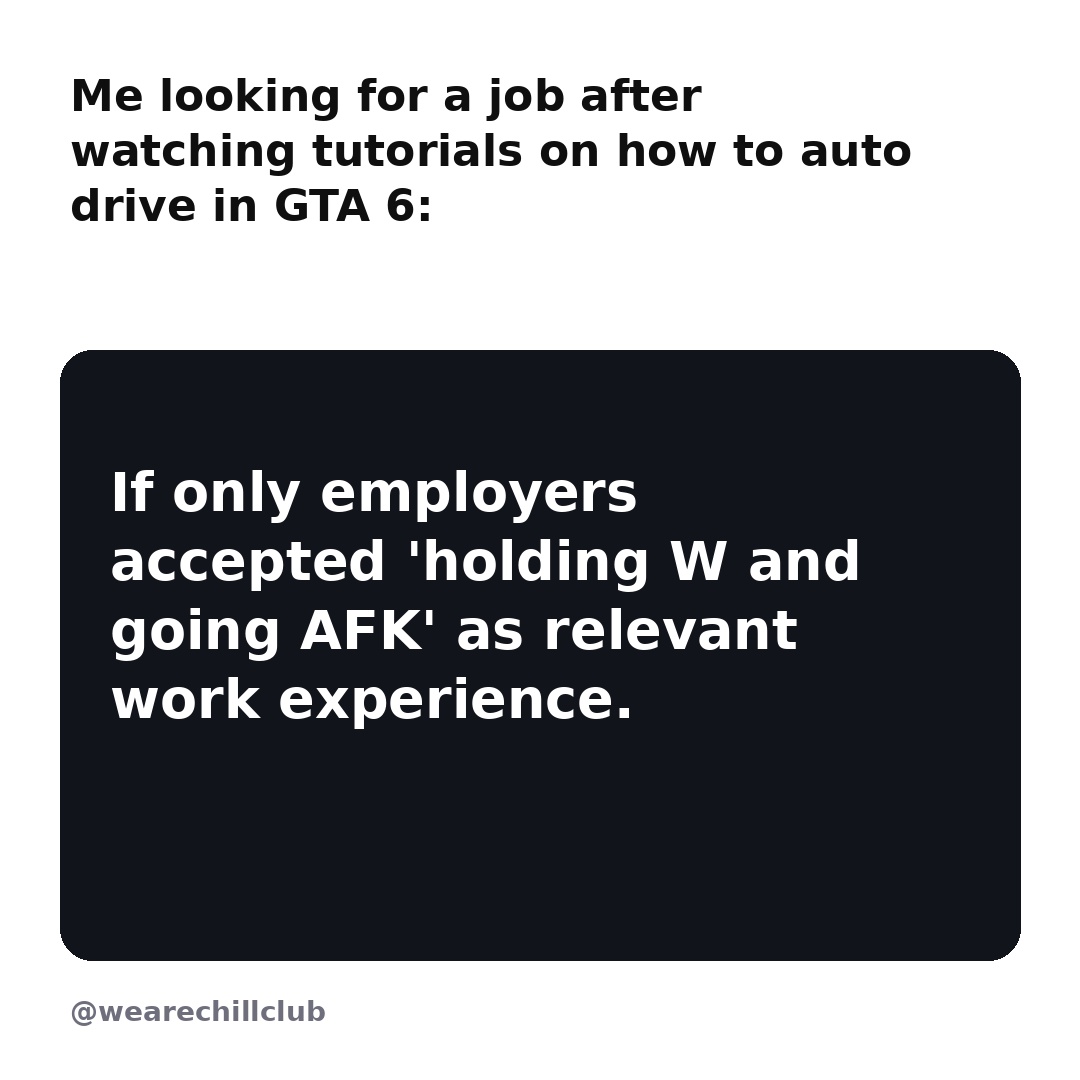 Me looking for a job after
watching tutorials on how to auto
drive in GTA 6:
If only employers
accepted 'holding W and
going AFK' as relevant
work experience.
@wearechillclub